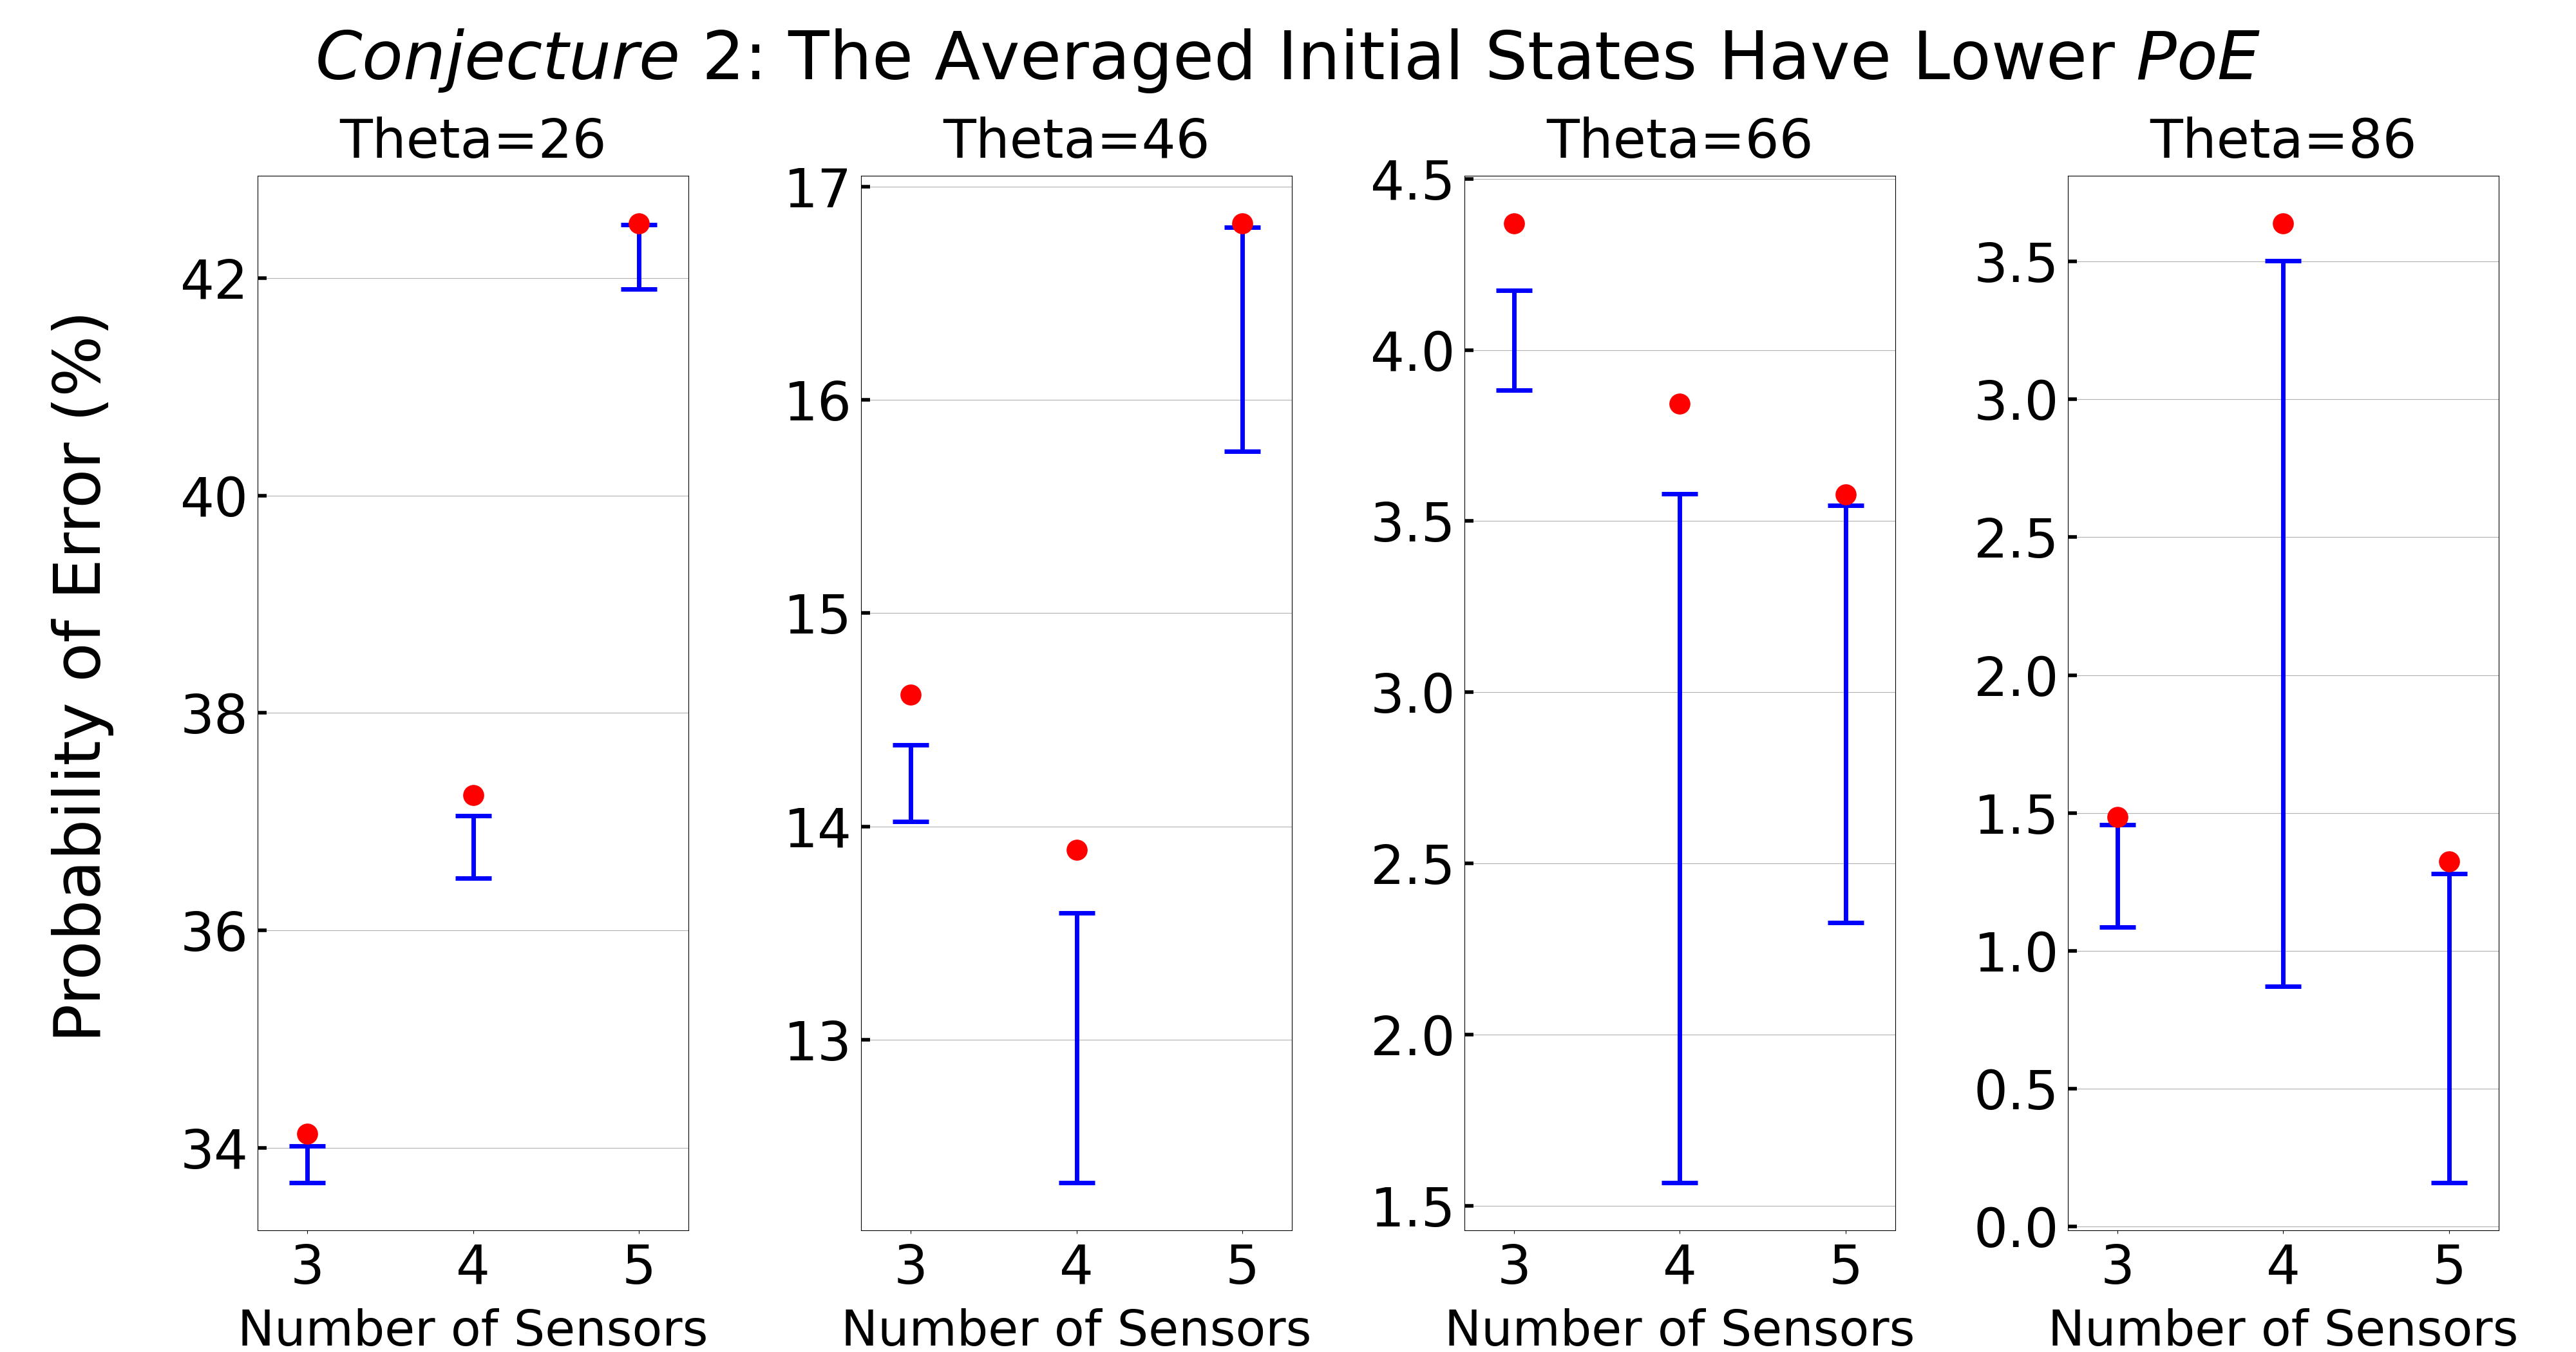 Conjecture 2: The Averaged Initial States Have Lower PoE
Probability of Error (%)
Theta=26
42
40
38
36
34
3 4 5
Number of Sensors
Theta=46
17
16
15
14
13
3 4 5
Number of Sensors
Theta=66
4.5
4.0
3.5
3.0
2.5
2.0
1.5
3 4 5
Number of Sensors
Theta=86
3.5
3.0
2.5
2.0
1.5
1.0
0.5
0.0
3 4 5
Number of Sensors